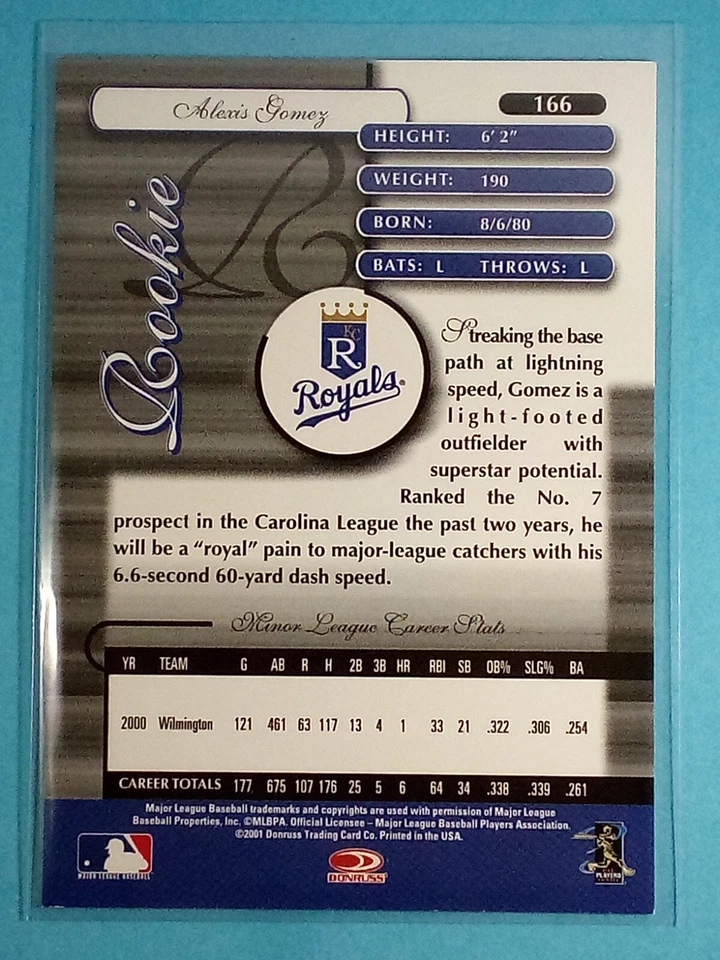 Alexis Gomez
166
HEIGHT: 6' 2"
WEIGHT: 190
BORN: 8/6/80
BATS: L THROWS: L
Rookie
R
KC
R
Royals
Streaking the base
path at lightning
speed, Gomez is a
light-footed
outfielder with
superstar potential.
Ranked the No. 7
prospect in the Carolina League the past two years, he
will be a “royal” pain to major-league catchers with his
6.6-second 60-yard dash speed.
Minor League Career Stats
YR TEAM G AB R H 2B 3B HR RBI SB OB% SLG% BA
2000 Wilmington 121 461 63 117 13 4 1 33 21 .322 .306 .254
CAREER TOTALS 177 675 107 176 25 5 6 64 34 .338 .339 .261
Major League Baseball trademarks and copyrights are used with permission of Major League
Baseball Properties, Inc. ©MLBPA. Official Licensee – Major League Baseball Players Association.
©2001 Donruss Trading Card Co. Printed in the USA.
MAJOR LEAGUE BASEBALL
DONRUSS
PLAYERS